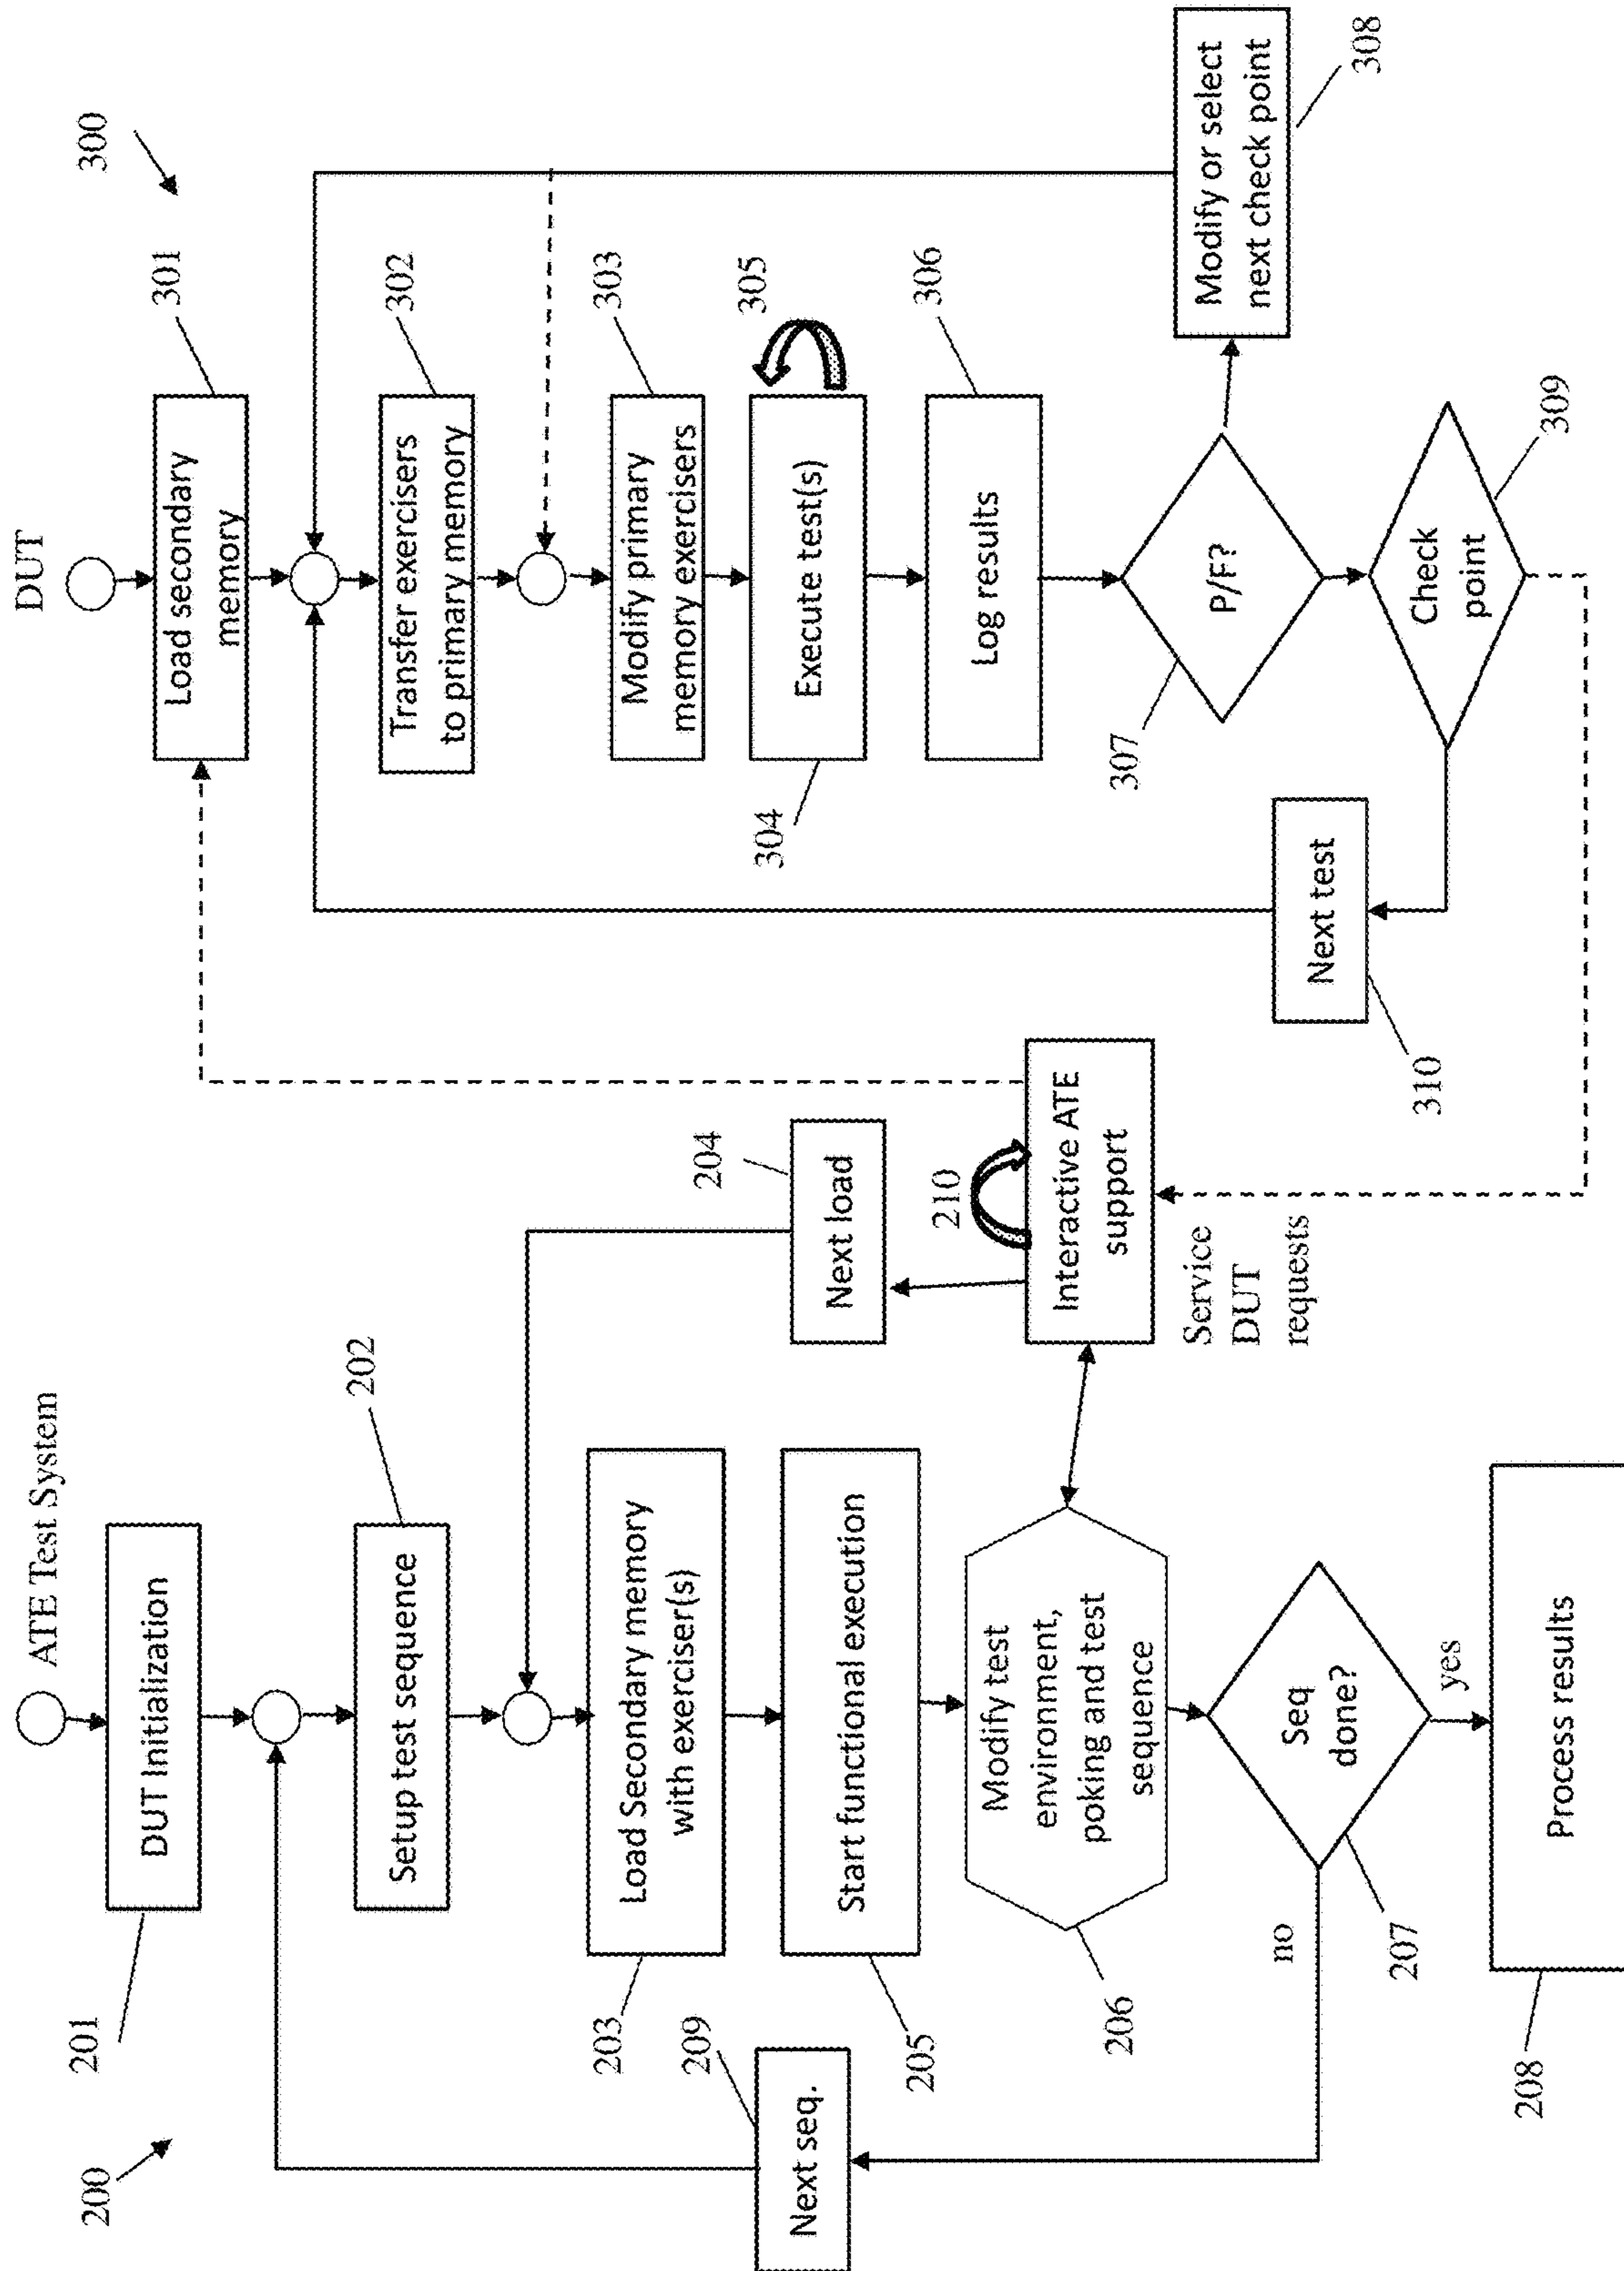 200
ATE Test System
201
DUT Initialization
202
Setup test sequence
203
Load Secondary memory
with exerciser(s)
204
Next load
209
Next seq.
205
Start functional execution
206
Modify test
environment,
poking and test
sequence
210
Interactive ATE
support
Service
DUT
requests
no
207
Seq
done?
yes
208
Process results
300
DUT
301
Load secondary
memory
302
Transfer exercisers
to primary memory
303
Modify primary
memory exercisers
304
Execute test(s)
305
306
Log results
307
P/F?
308
Modify or select
next check point
309
Check
point
310
Next test